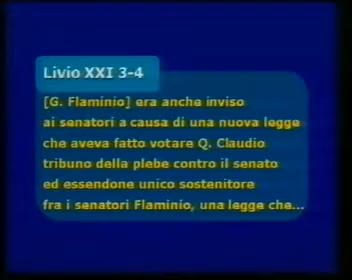 Livio XXI 3-4
[G. Flaminio] era anche inviso
ai senatori a causa di una nuova legge
che aveva fatto votare Q. Claudio
tribuno della plebe contro il senato
ed essendone unico sostenitore
fra i senatori Flaminio, una legge che...